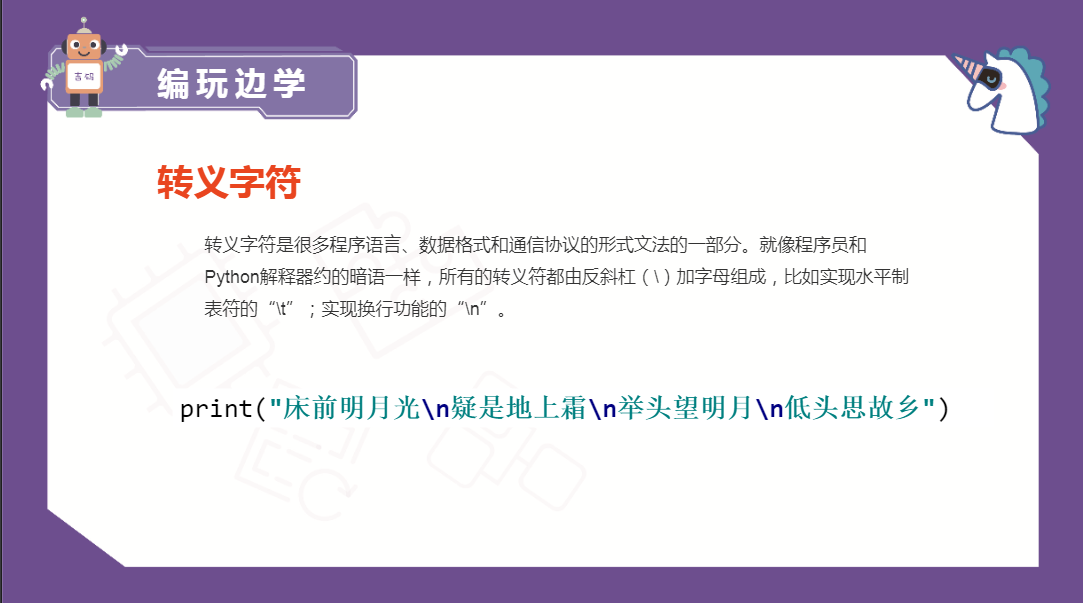 吉码
编玩边学
转义字符
转义字符是很多程序语言、数据格式和通信协议的形式文法的一部分。就像程序员和
Python解释器约的暗语一样，所有的转义符都由反斜杠（\）加字母组成，比如实现水平制
表符的“\t”；实现换行功能的“\n”。
print("床前明月光\n疑是地上霜\n举头望明月\n低头思故乡")